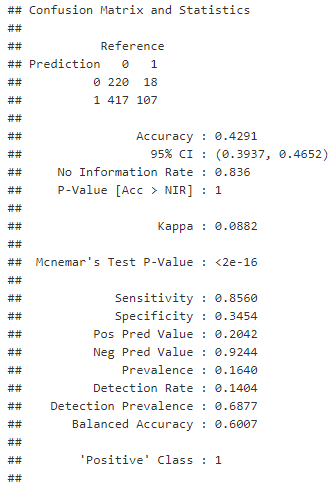 ## Confusion Matrix and Statistics
##
##           Reference
## Prediction   0   1
##          0 220  18
##          1 417 107
##
##                Accuracy : 0.4291
##                  95% CI : (0.3937, 0.4652)
##     No Information Rate : 0.836
##     P-Value [Acc > NIR] : 1
##
##                   Kappa : 0.0882
##
##  Mcnemar's Test P-Value : <2e-16
##
##             Sensitivity : 0.8560
##             Specificity : 0.3454
##          Pos Pred Value : 0.2042
##          Neg Pred Value : 0.9244
##              Prevalence : 0.1640
##          Detection Rate : 0.1404
##    Detection Prevalence : 0.6877
##       Balanced Accuracy : 0.6007
##
##        'Positive' Class : 1
##